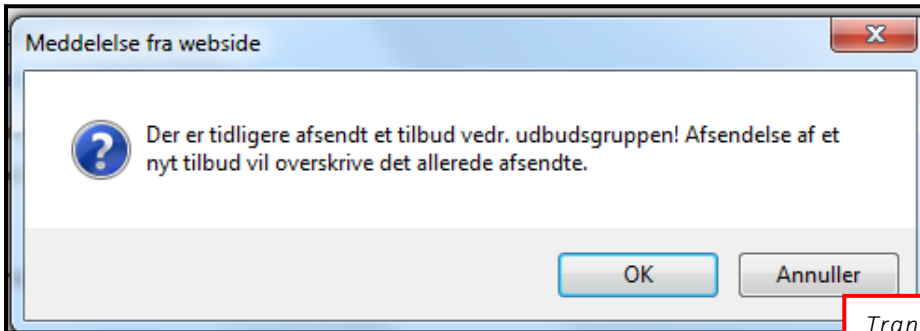 Meddelelse fra webside
Der er tidligere afsendt et tilbud vedr. udbudsgruppen! Afsendelse af et
nyt tilbud vil overskrive det allerede afsendte.
OK
Annuller